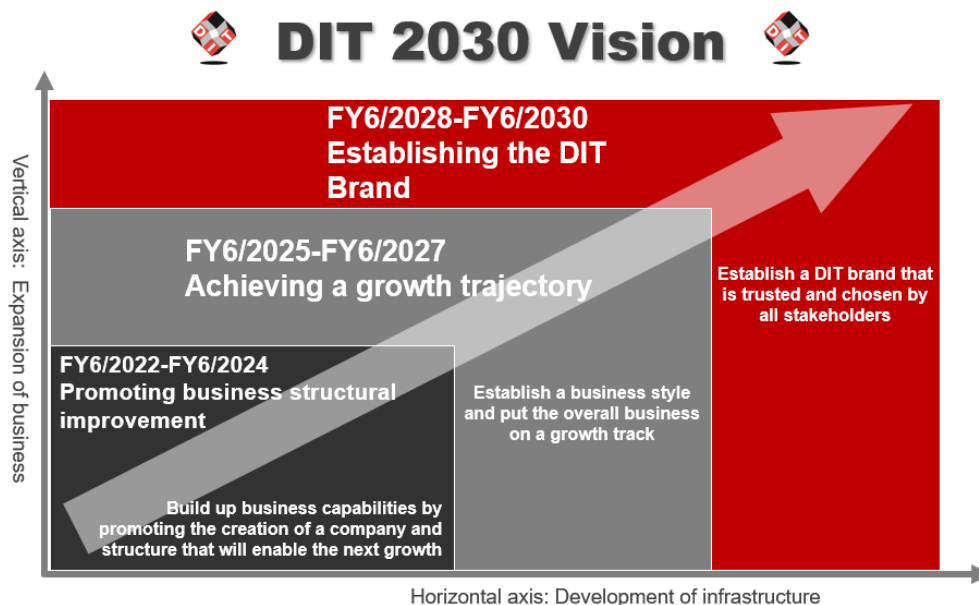 DIT 2030 Vision
DIT
DIT
Vertical axis: Expansion of business
FY6/2028-FY6/2030
Establishing the DIT
Brand
Establish a DIT brand that
is trusted and chosen by
all stakeholders
FY6/2025-FY6/2027
Achieving a growth trajectory
Establish a business style
and put the overall business
on a growth track
FY6/2022-FY6/2024
Promoting business structural
improvement
Build up business capabilities by
promoting the creation of a company and
structure that will enable the next growth
Horizontal axis: Development of infrastructure